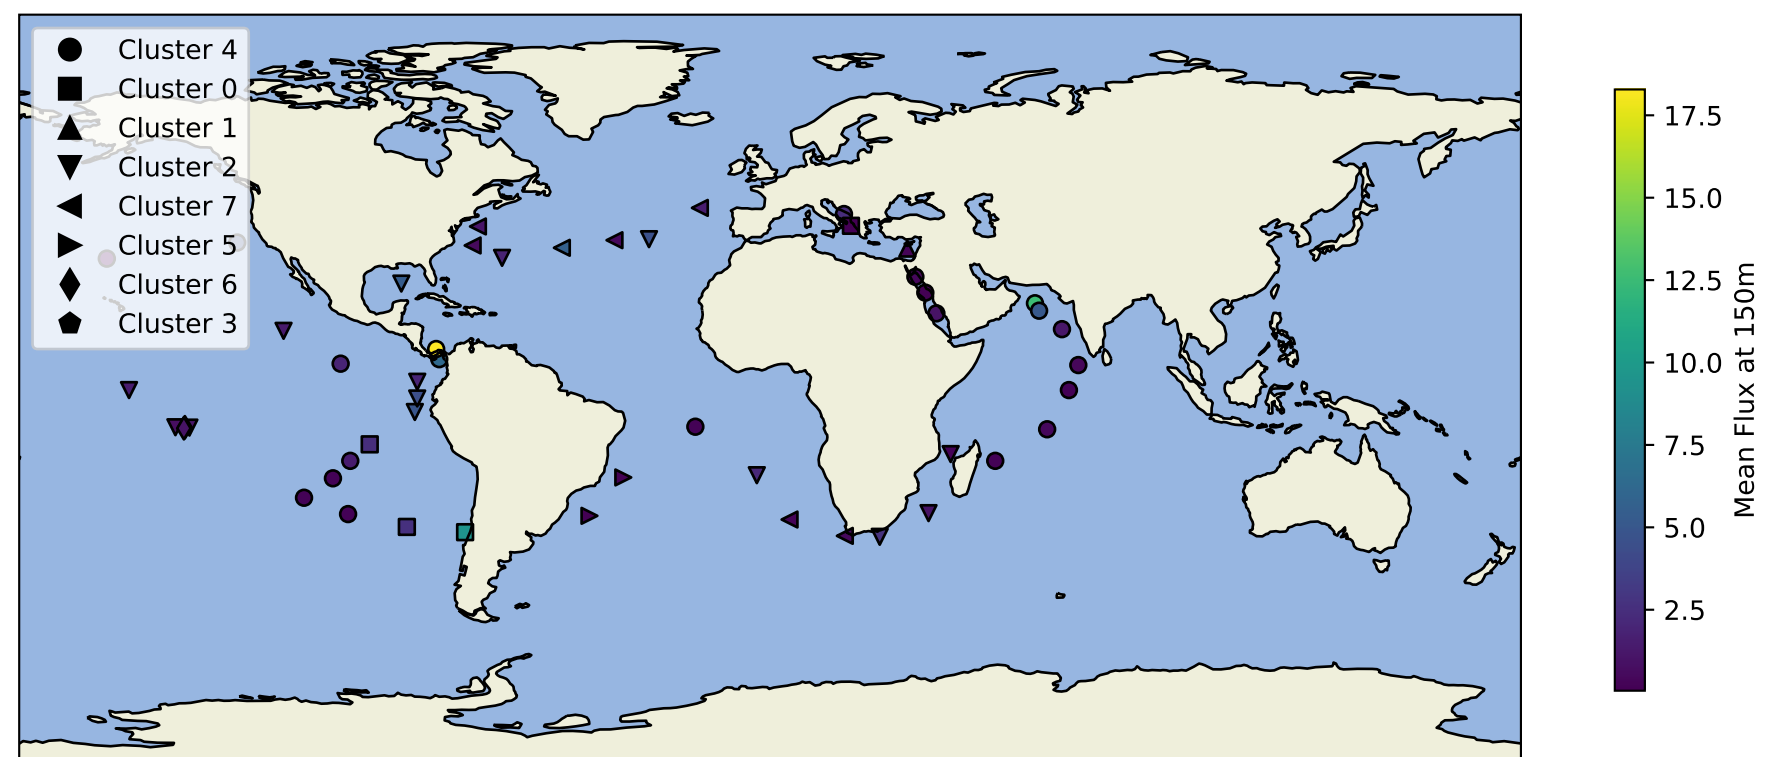 Cluster 4
Cluster 0
Cluster 1
Cluster 2
Cluster 7
Cluster 5
Cluster 6
Cluster 3
17.5
15.0
12.5
10.0
7.5
5.0
2.5
Mean Flux at 150m